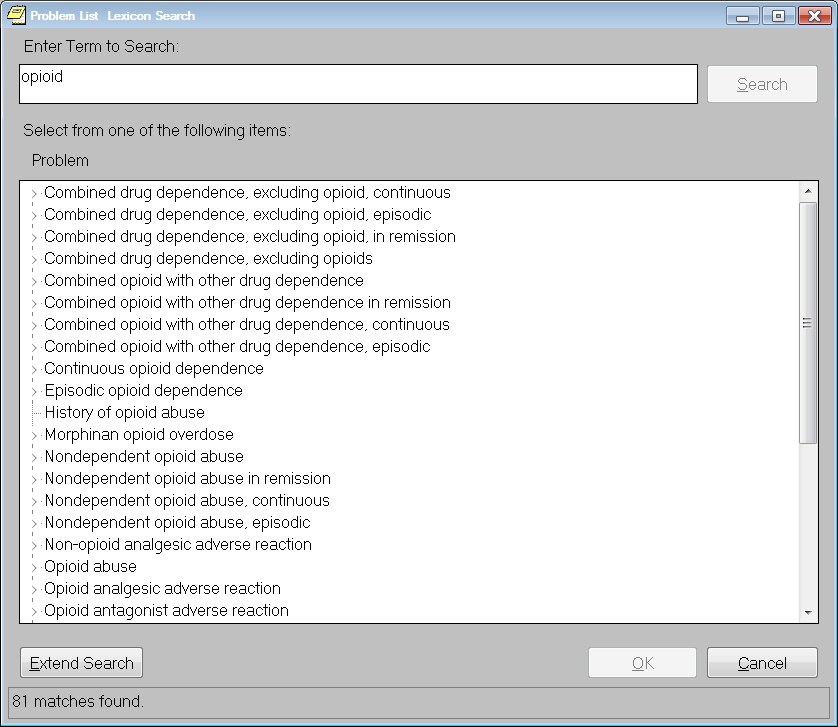 Problem List  Lexicon Search
Enter Term to Search:
opioid
Search
Select from one of the following items:
Problem
Combined drug dependence, excluding opioid, continuous
Combined drug dependence, excluding opioid, episodic
Combined drug dependence, excluding opioid, in remission
Combined drug dependence, excluding opioids
Combined opioid with other drug dependence
Combined opioid with other drug dependence in remission
Combined opioid with other drug dependence, continuous
Combined opioid with other drug dependence, episodic
Continuous opioid dependence
Episodic opioid dependence
History of opioid abuse
Morphinan opioid overdose
Nondependent opioid abuse
Nondependent opioid abuse in remission
Nondependent opioid abuse, continuous
Nondependent opioid abuse, episodic
Non-opioid analgesic adverse reaction
Opioid abuse
Opioid analgesic adverse reaction
Opioid antagonist adverse reaction
Extend Search
OK
Cancel
81 matches found.